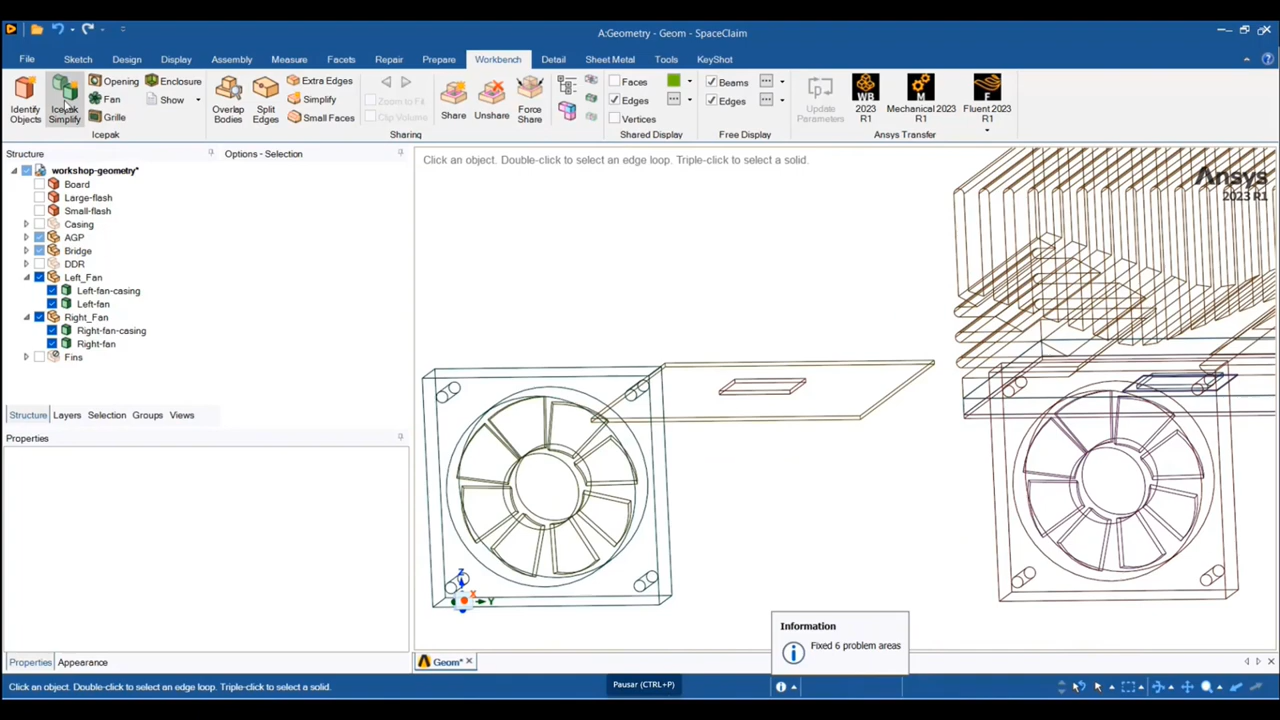 A:Geometry - Geom - SpaceClaim
File Sketch Design Display Assembly Measure Facets Repair Prepare Workbench Detail Sheet Metal Tools KeyShot
Identify Objects
Icepak Simplify
Opening
Fan
Grille
Enclosure
Show
Icepak
Overlap Bodies
Split Edges
Extra Edges
Simplify
Small Faces
Zoom to Fit
Clip Volume
Share
Unshare
Force Share
Sharing
Faces
Edges
Vertices
Shared Display
Beams
Edges
Free Display
Update Parameters
WB
2023 R1
M
Mechanical 2023 R1
F
Fluent 2023 R1
Ansys Transfer
Structure
Options - Selection
workshop-geometry*
Board
Large-flash
Small-flash
Casing
AGP
Bridge
DDR
Left_Fan
Left-fan-casing
Left-fan
Right_Fan
Right-fan-casing
Right-fan
Fins
Structure Layers Selection Groups Views
Properties
Properties Appearance
Click an object. Double-click to select an edge loop. Triple-click to select a solid.
Ansys
2023 R1
Z
X
Y
Information
Fixed 6 problem areas
Geom*
Click an object. Double-click to select an edge loop. Triple-click to select a solid.
Pausar (CTRL+P)